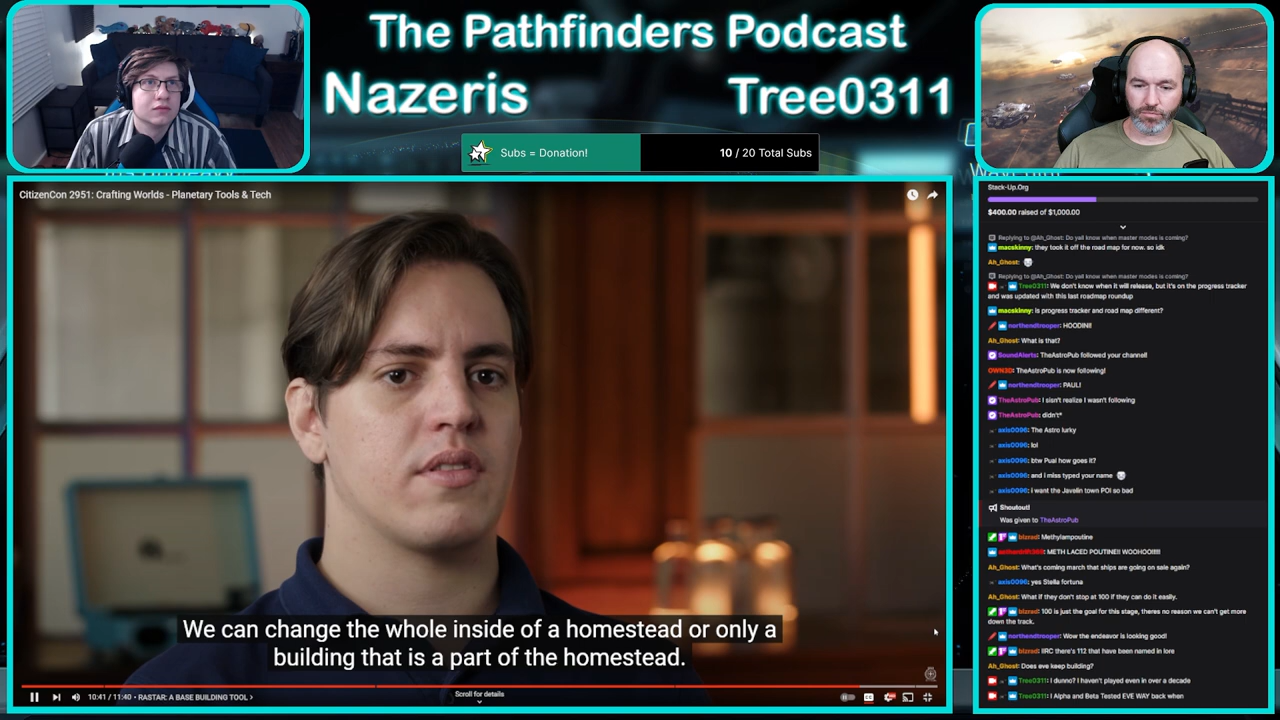 The Pathfinders Podcast
Nazeris
Tree0311
Subs = Donation!
10 / 20 Total Subs
CitizenCon 2951: Crafting Worlds - Planetary Tools & Tech
We can change the whole inside of a homestead or only a
building that is a part of the homestead.
10:41 / 11:40 • RASTAR: A BASE BUILDING TOOL >
Scroll for details
Stack-Up.Org
$400.00 raised of $1,000.00
Replying to @Ah_Ghost: Do yall know when master modes is coming?
macskinny: they took it off the road map for now. so idk
Ah_Ghost:
Replying to @Ah_Ghost: Do yall know when master modes is coming?
Tree0311: We don't know when it will release, but it's on the progress tracker
and was updated with this last roadmap roundup
macskinny: is progress tracker and road map different?
northendtrooper: HOODINI!
Ah_Ghost: What is that?
SoundAlerts: TheAstroPub followed your channel!
OWN3D: TheAstroPub is now following!
northendtrooper: PAUL!
TheAstroPub: I sisn't realize I wasn't following
TheAstroPub: didn't*
axis0096: The Astro lurky
axis0096: lol
axis0096: btw Pual how goes it?
axis0096: and I miss typed your name
axis0096: i want the Javelin town POI so bad
Shoutout!
Was given to TheAstroPub
bizrad: Methylampoutine
METH LACED POUTINE!! WOOHOO!!!!!
Ah_Ghost: What's coming march that ships are going on sale again?
axis0096: yes Stella fortuna
Ah_Ghost: What if they don't stop at 100 if they can do it easily.
bizrad: 100 is just the goal for this stage, theres no reason we can't get more
down the track.
northendtrooper: Wow the endeavor is looking good!
bizrad: IIRC there's 112 that have been named in lore
Ah_Ghost: Does eve keep building?
Tree0311: I dunno? I haven't played even in over a decade
Tree0311: I Alpha and Beta Tested EVE WAY back when